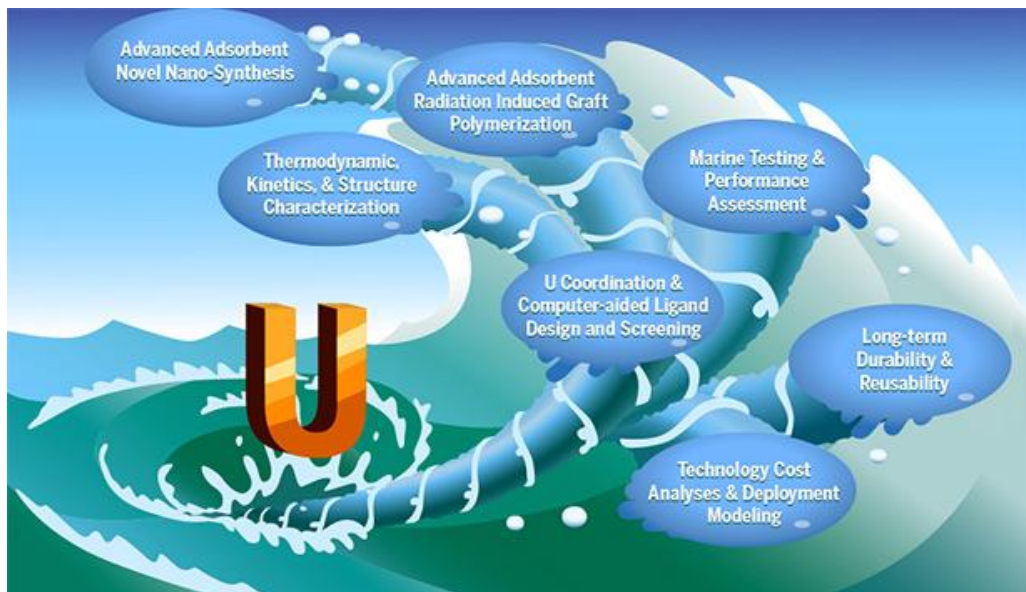 Advanced Adsorbent
Novel Nano-Synthesis
Advanced Adsorbent
Radiation Induced Graft
Polymerization
Thermodynamic,
Kinetics, & Structure
Characterization
Marine Testing &
Performance
Assessment
U Coordination &
Computer-aided Ligand
Design and Screening
U
Long-term
Durability &
Reusability
Technology Cost
Analyses & Deployment
Modeling